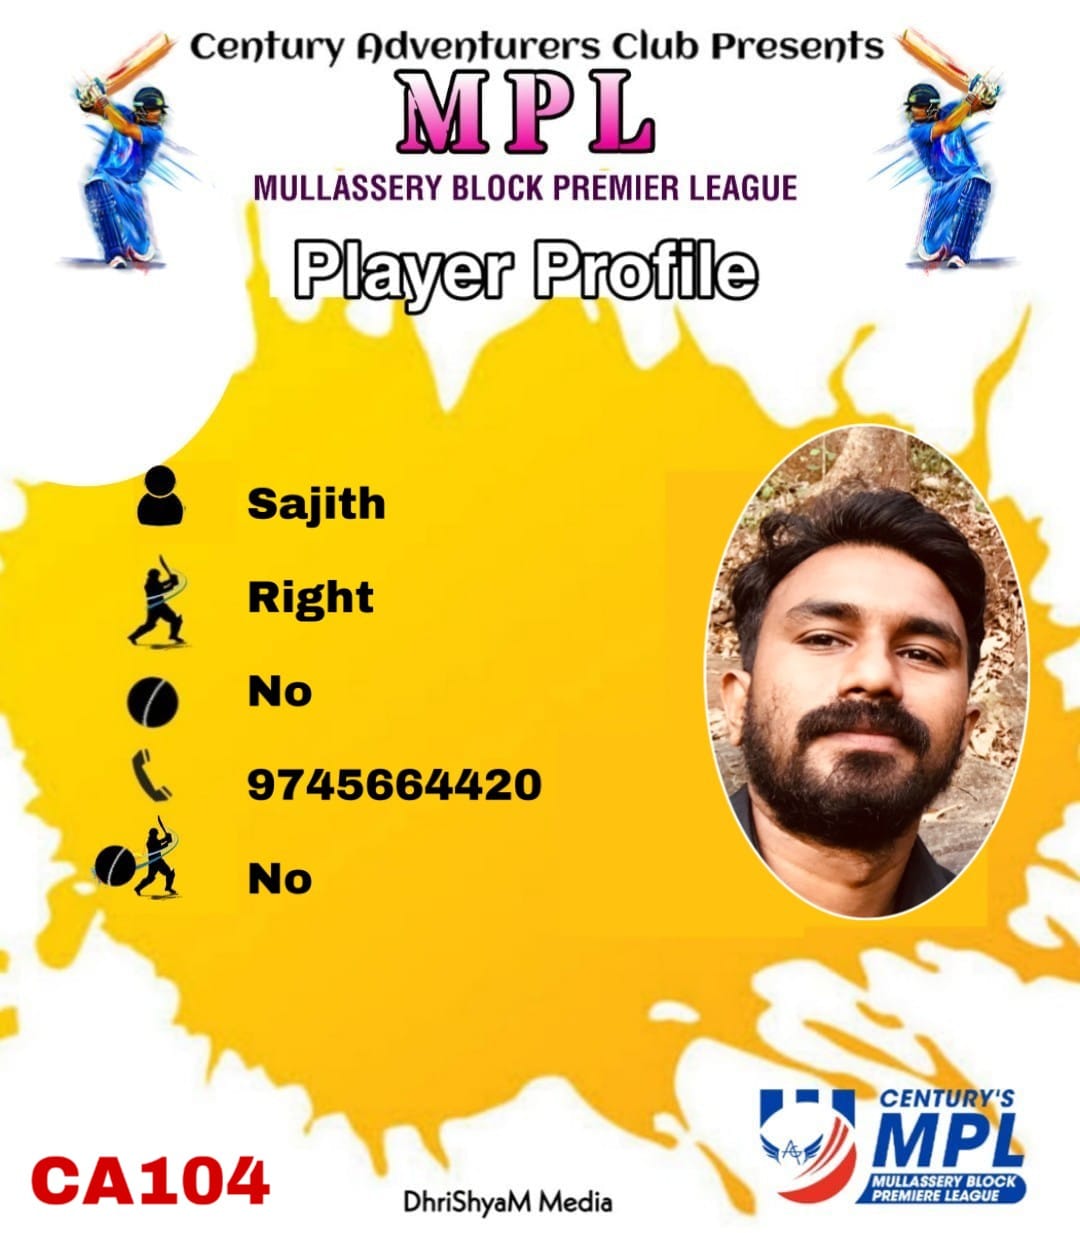 Century Adventurers Club Presents
MPL
MULLASSERY BLOCK PREMIER LEAGUE
Player Profile
Sajith
Right
No
9745664420
No
CA104
DhriShyaM Media
CENTURY'S
MPL
MULLASSERY BLOCK
PREMIERE LEAGUE